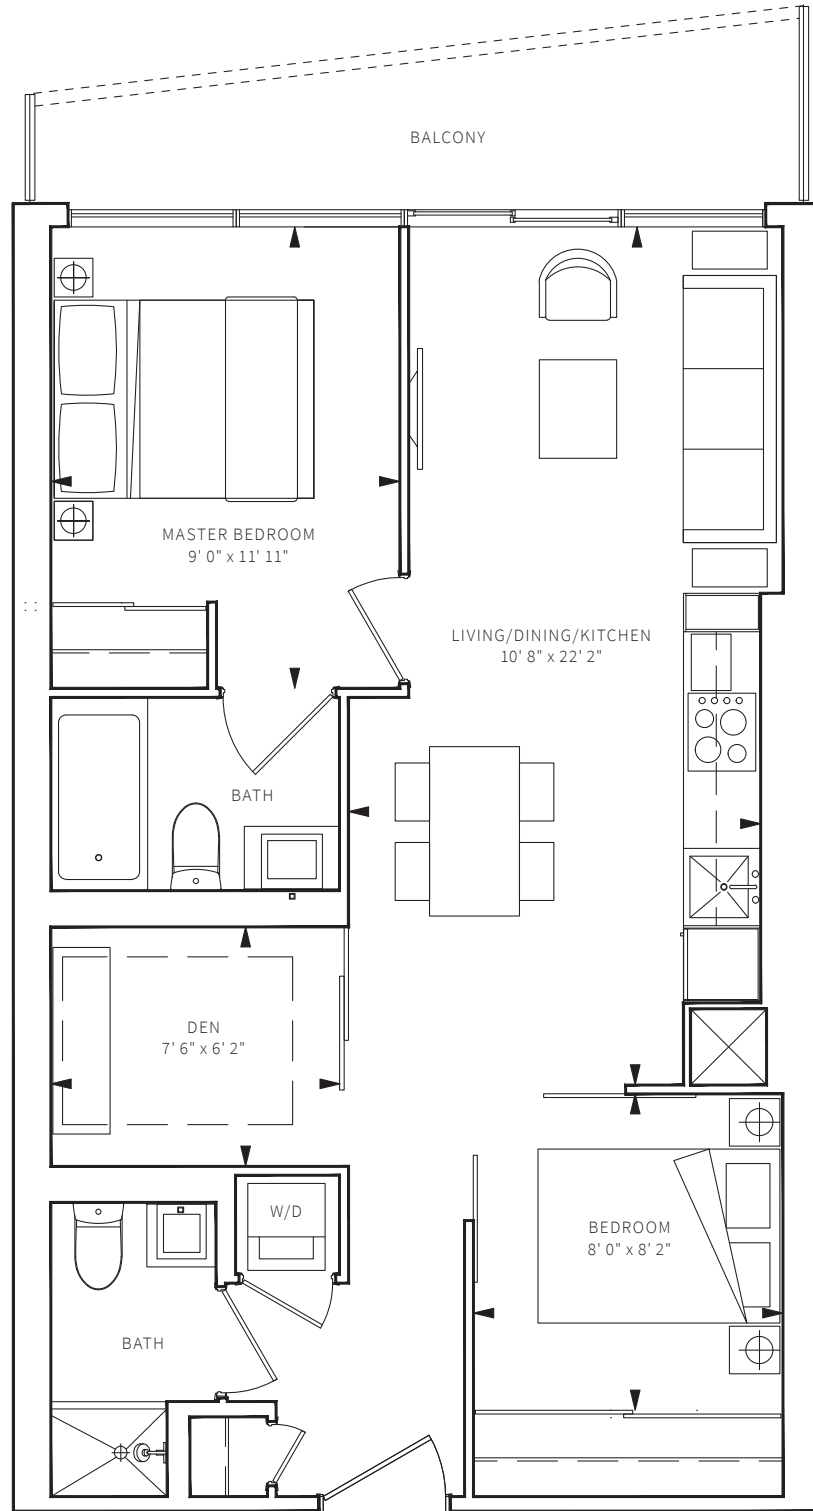 BALCONY
MASTER BEDROOM
9' 0" x 11' 11"
LIVING/DINING/KITCHEN
10' 8" x 22' 2"
BATH
DEN
7' 6" x 6' 2"
W/D
BEDROOM
8' 0" x 8' 2"
BATH